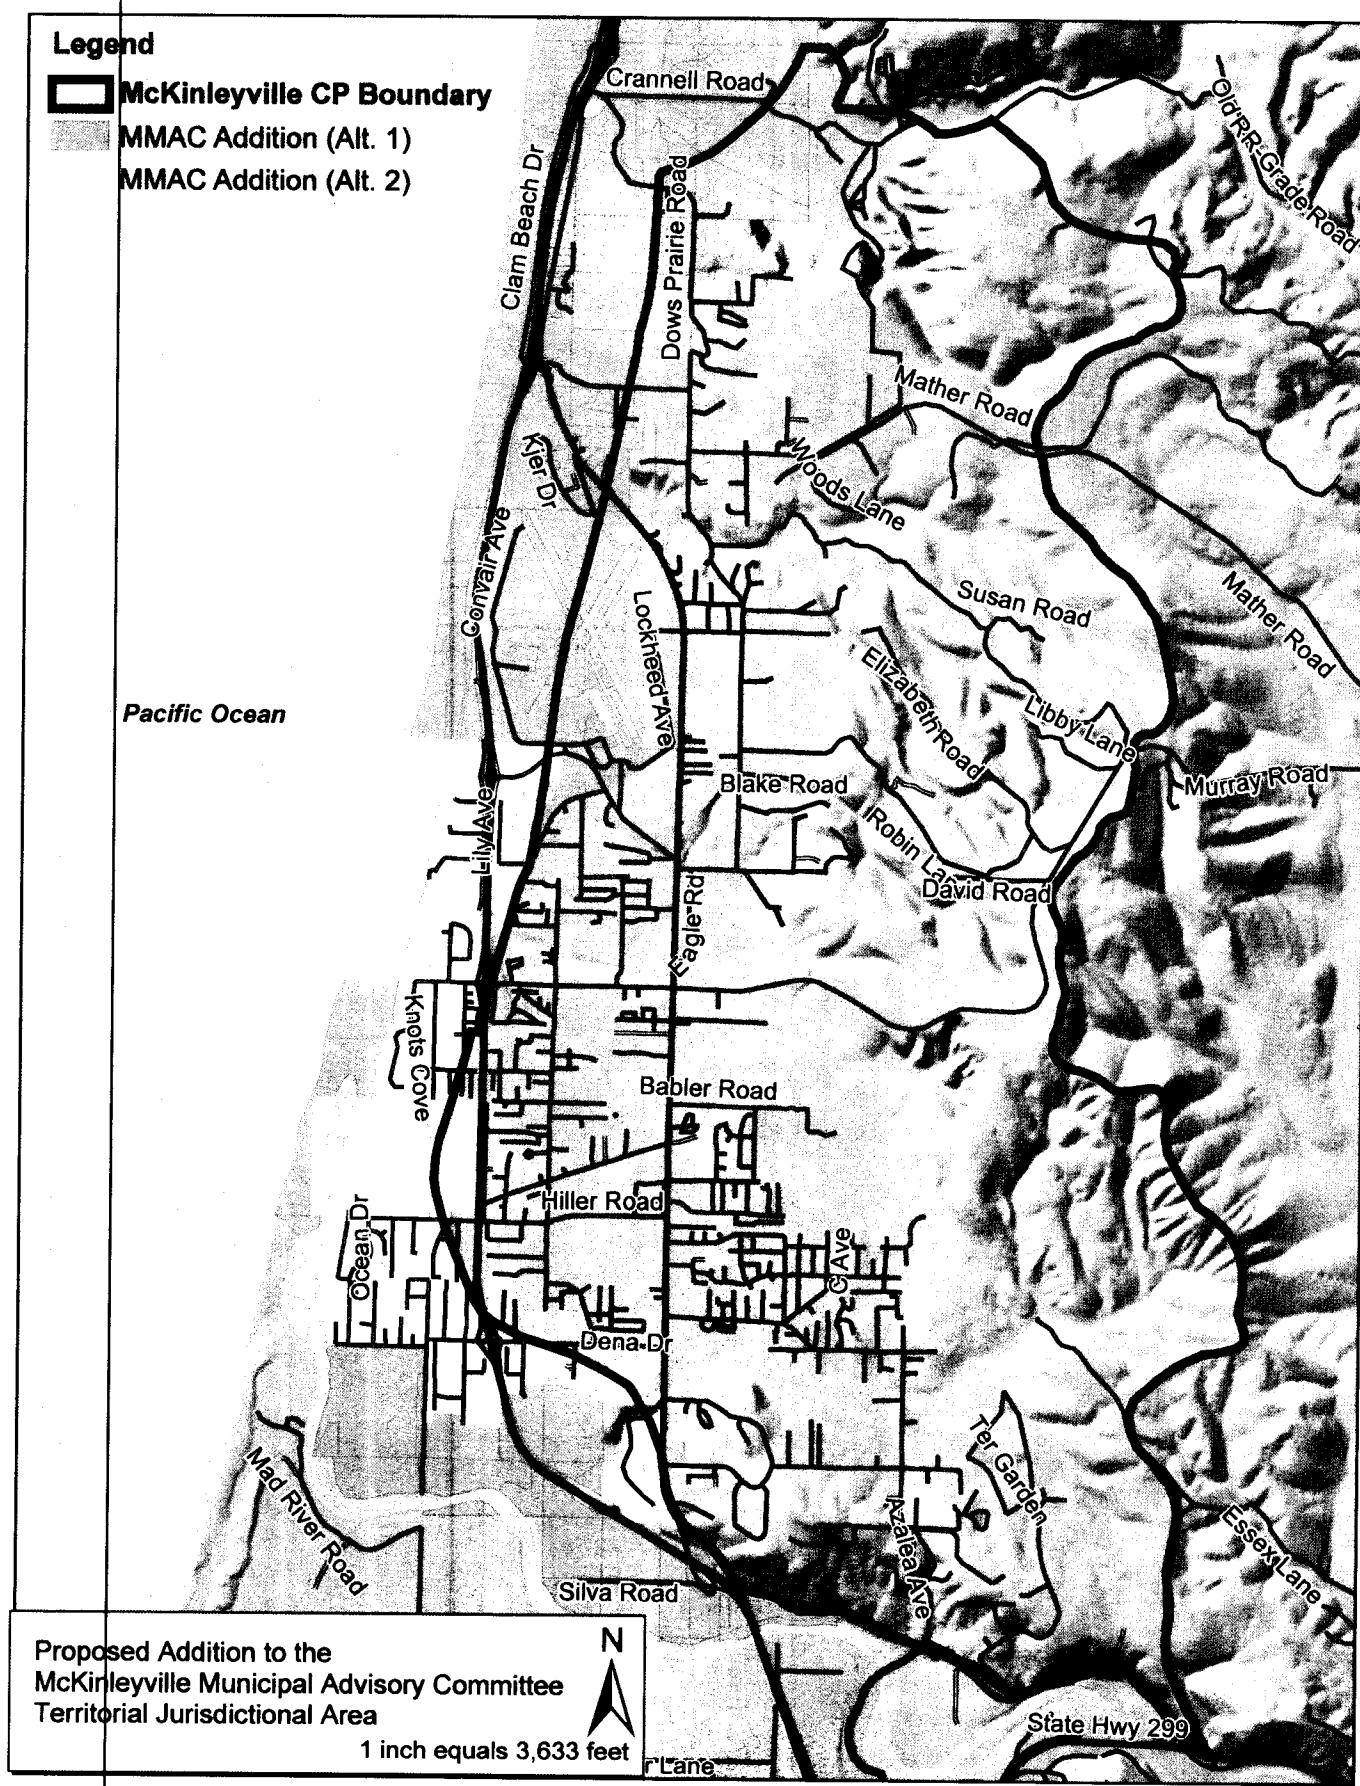 Legend
McKinleyville CP Boundary
MMAC Addition (Alt. 1)
MMAC Addition (Alt. 2)
Crannell Road
Old RR Grade Road
Clam Beach Dr
Dows Prairie Road
Mather Road
Kjer Dr
Woods Lane
Convair Ave
Susan Road
Mather Road
Lockheed Ave
Elizabeth Road
Libby Lane
Pacific Ocean
Blake Road
Murray Road
Lily Ave
Robin La
David Road
Eagle Rd
Knots Cove
Babler Road
Hiller Road
Ocean Dr
C Ave
Dena Dr
Ter Garden
Mad River Road
Azalea Ave
Essex Lane
Silva Road
Proposed Addition to the
McKinleyville Municipal Advisory Committee
Territorial Jurisdictional Area
N
1 inch equals 3,633 feet
State Hwy 299
r Lane